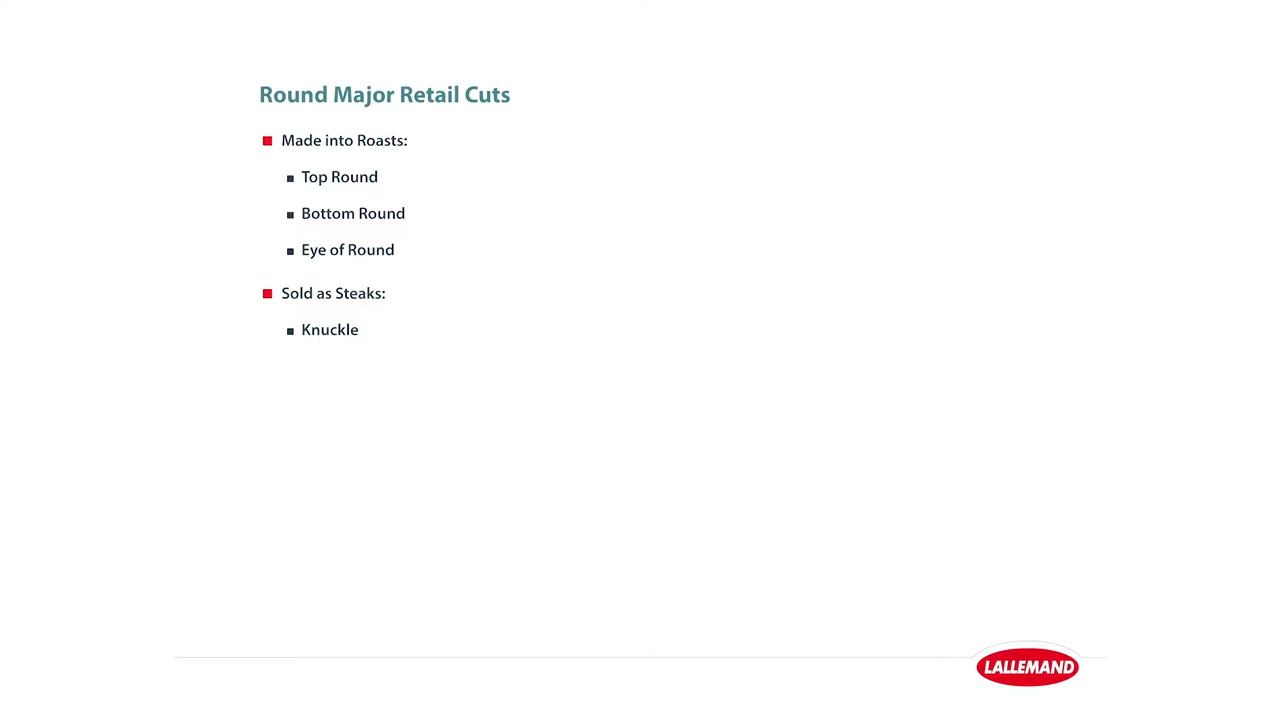 Round Major Retail Cuts
Made into Roasts:
Top Round
Bottom Round
Eye of Round
Sold as Steaks:
Knuckle
LALLEMAND